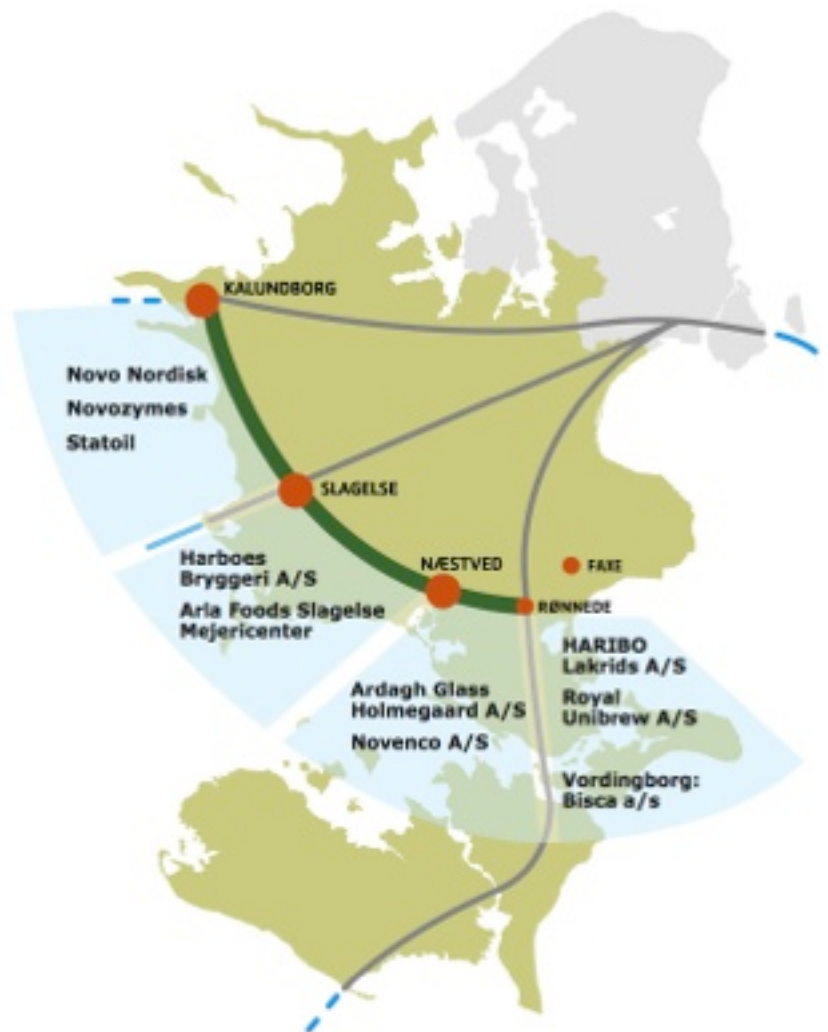 KALUNDBORG
Novo Nordisk
Novozymes
Statoil
SLAGELSE
Harboes
Bryggeri A/S
Arla Foods Slagelse
Mejericenter
NÆSTVED
FAXE
RØNNEDE
HARIBO
Lakrids A/S
Royal
Unibrew A/S
Ardagh Glass
Holmegaard A/S
Novenco A/S
Vordingborg:
Bisca a/s